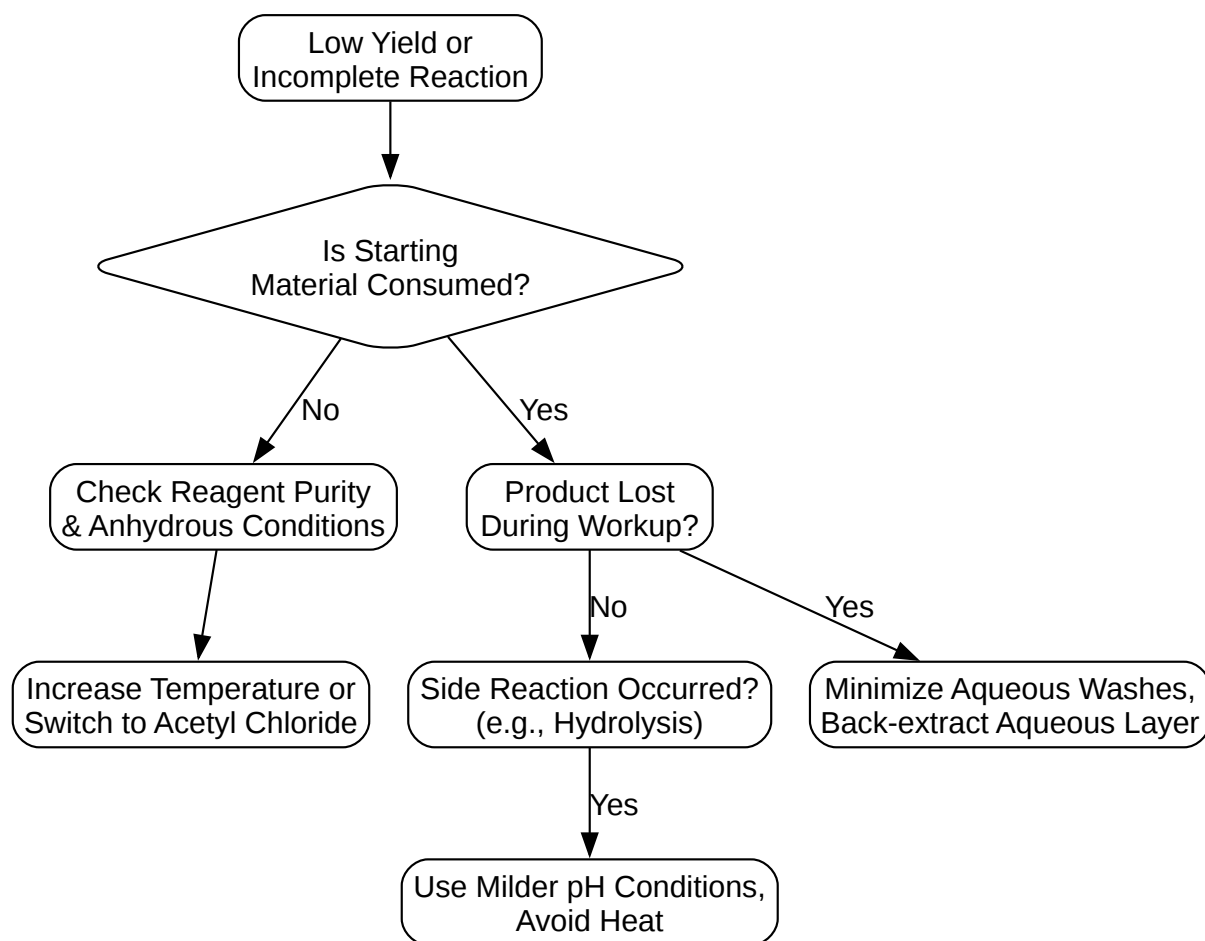 Low Yield or
Incomplete Reaction
Is Starting
Material Consumed?
No
Yes
Check Reagent Purity
& Anhydrous Conditions
Product Lost
During Workup?
No
Yes
Increase Temperature or
Switch to Acetyl Chloride
Side Reaction Occurred?
(e.g., Hydrolysis)
Minimize Aqueous Washes,
Back-extract Aqueous Layer
Yes
Use Milder pH Conditions,
Avoid Heat